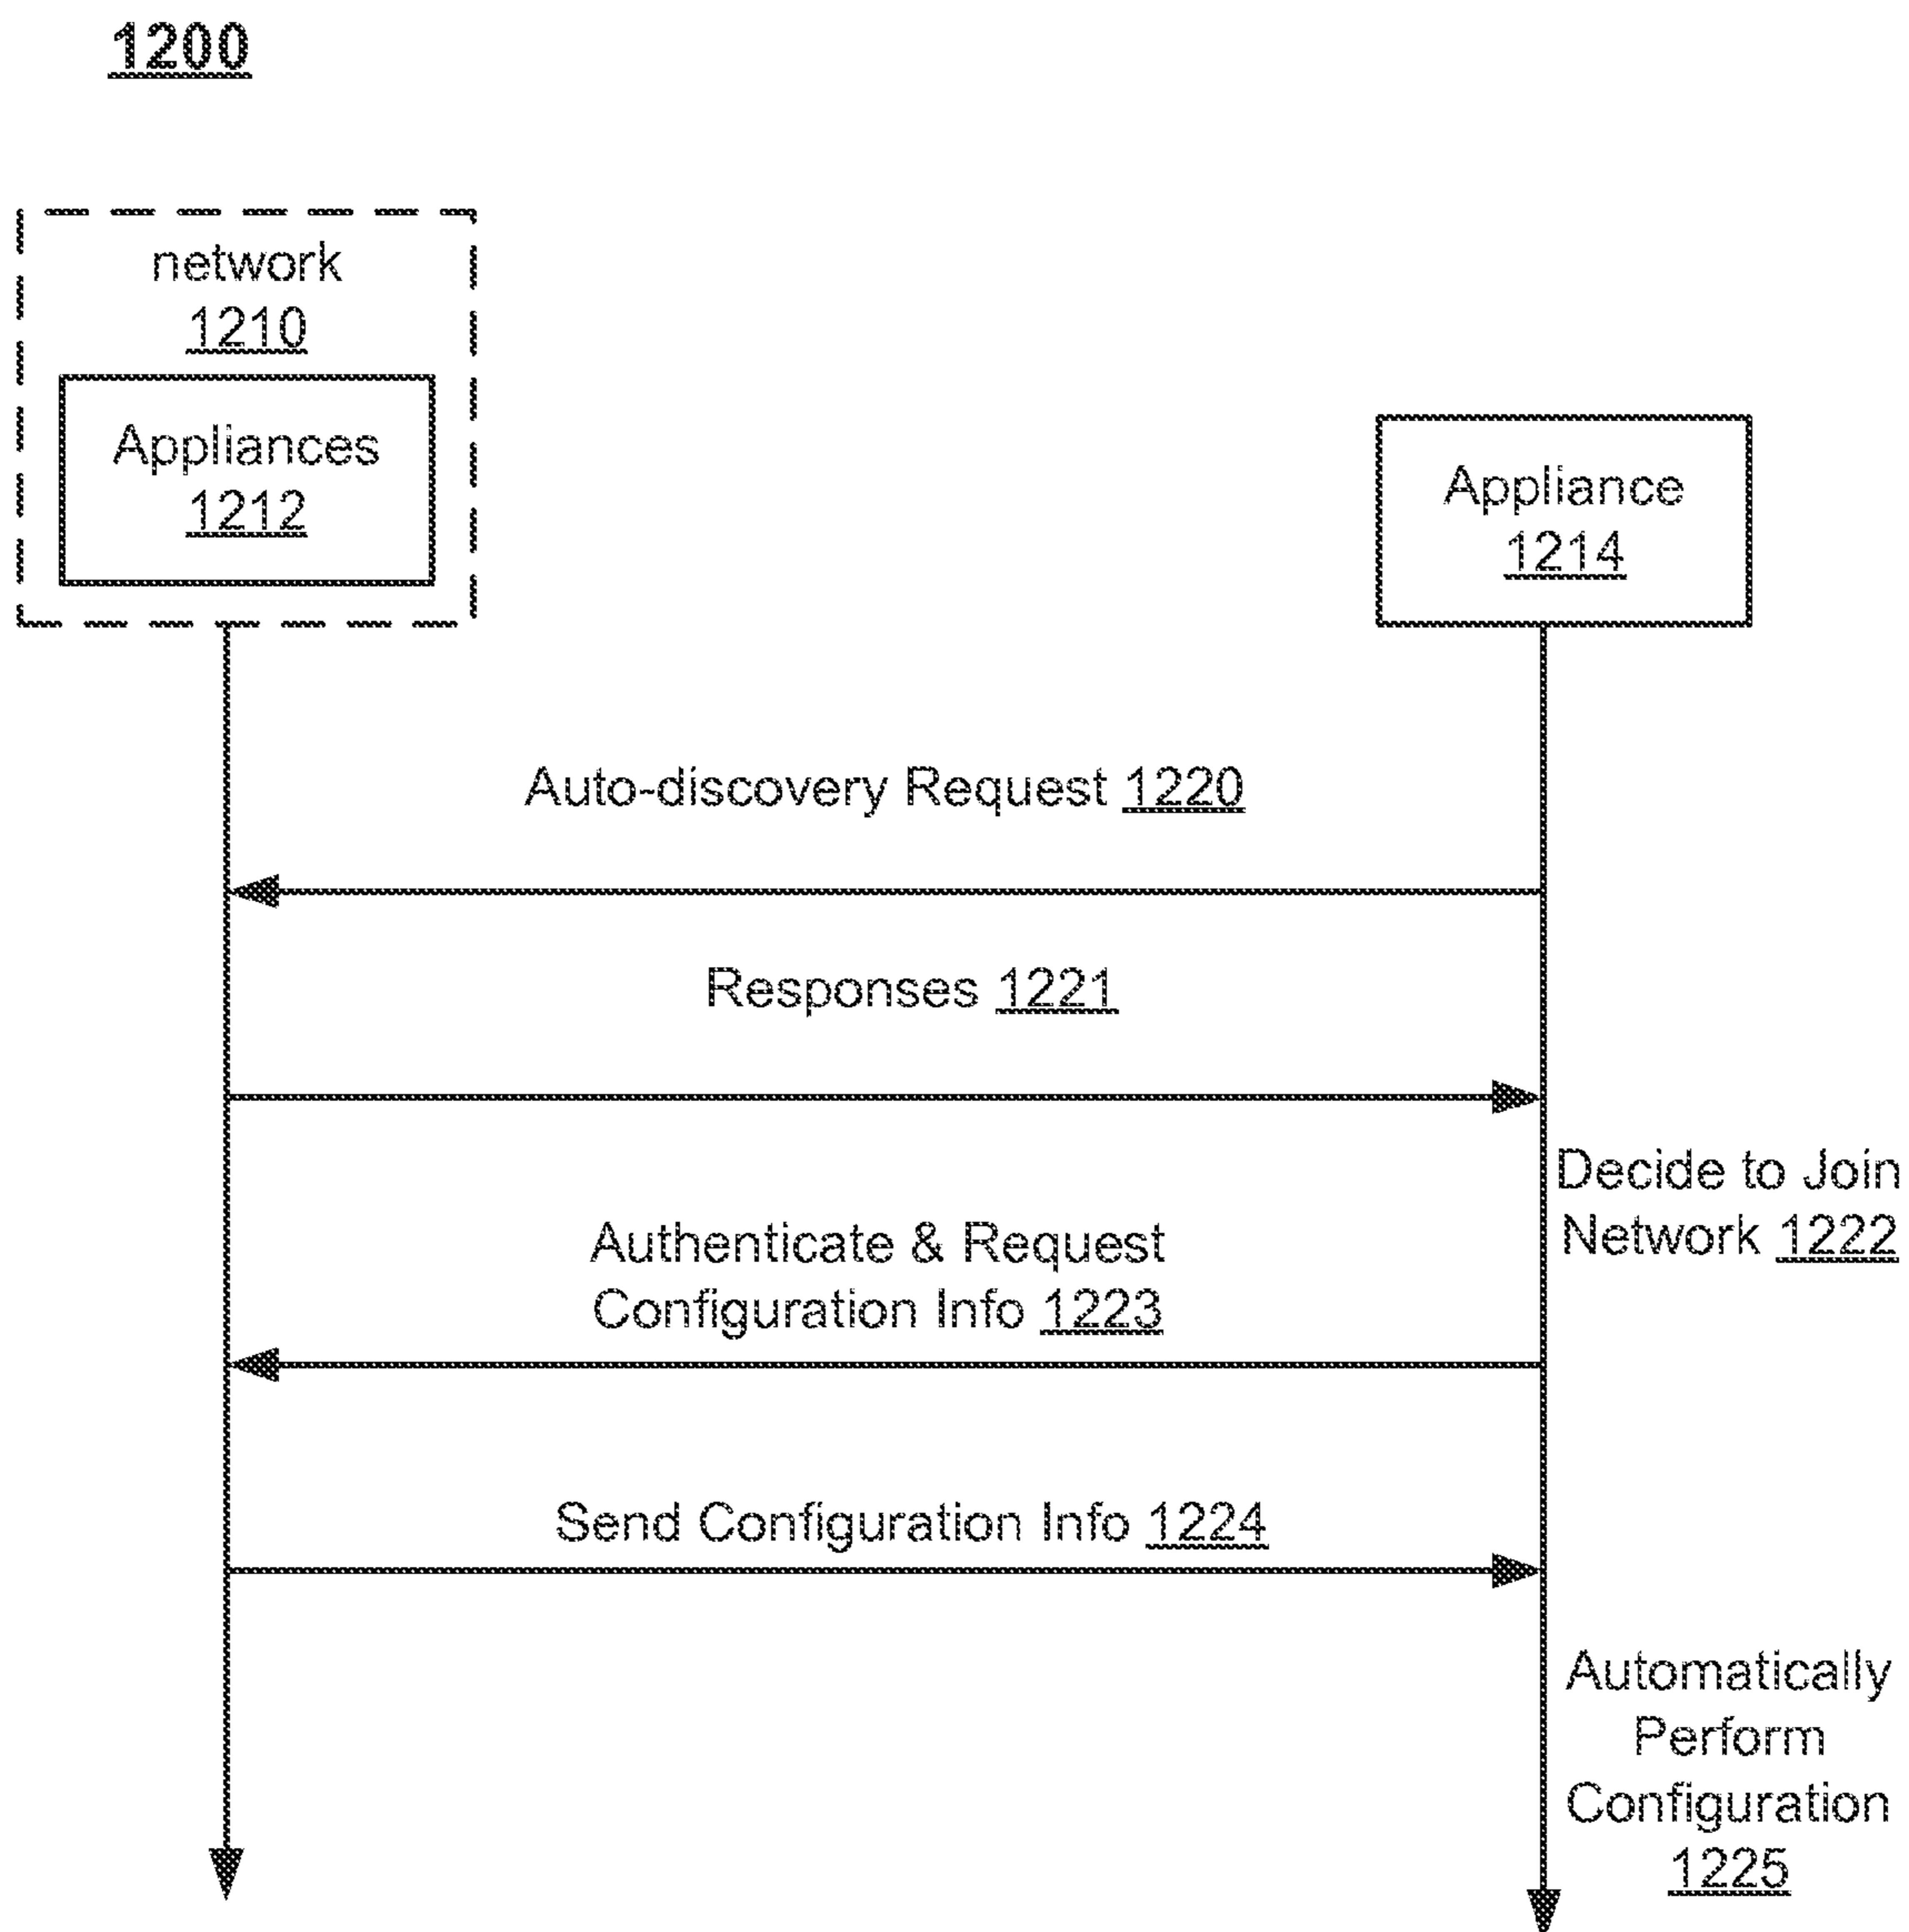 1200
network
1210
Appliances
1212
Appliance
1214
Auto-discovery Request 1220
Responses 1221
Decide to Join
Network 1222
Authenticate & Request
Configuration Info 1223
Send Configuration Info 1224
Automatically
Perform
Configuration
1225